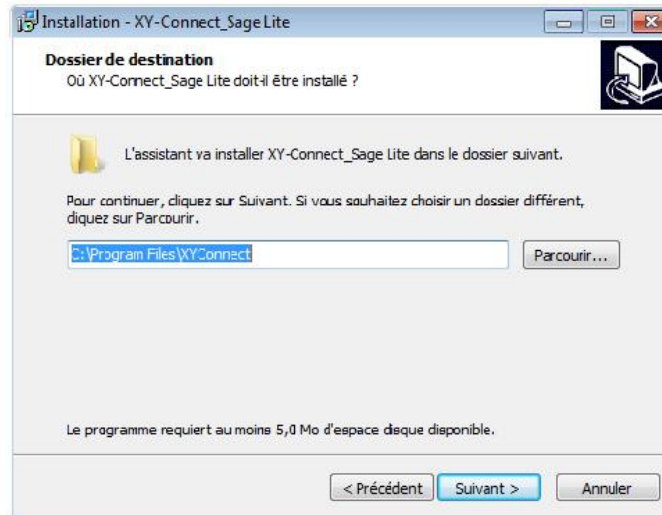 Installation - XY-Connect_Sage Lite
Dossier de destination
Où XY-Connect_Sage Lite doit-il être installé ?
L'assistant va installer XY-Connect_Sage Lite dans le dossier suivant.
Pour continuer, cliquez sur Suivant. Si vous souhaitez choisir un dossier différent,
cliquez sur Parcourir.
C:\Program Files\XYConnect
Parcourir...
Le programme requiert au moins 5,0 Mo d'espace disque disponible.
< Précédent
Suivant >
Annuler